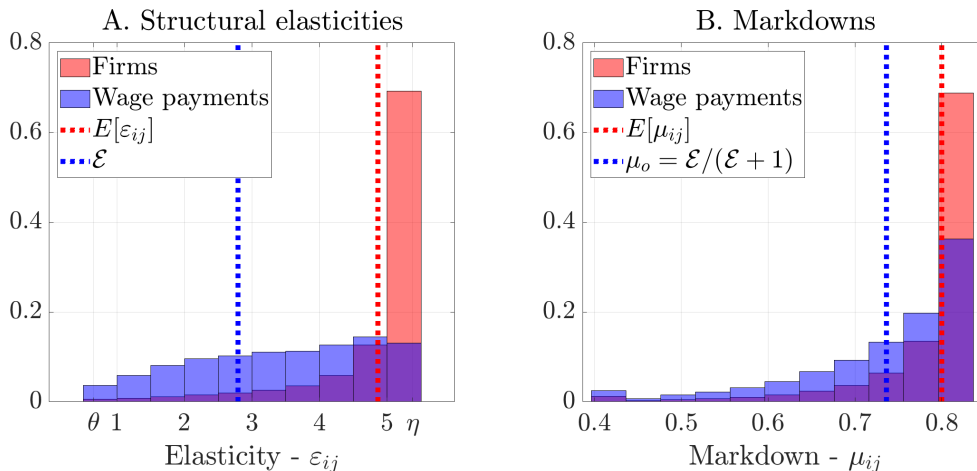 A. Structural elasticities
0.8
0.6
0.4
0.2
0
Firms
Wage payments
E[εij]
ℰ
θ 1 2 3 4 5 η
Elasticity - εij
B. Markdowns
0.8
0.6
0.4
0.2
0
Firms
Wage payments
E[μij]
μo = ℰ/(ℰ + 1)
0.4 0.5 0.6 0.7 0.8
Markdown - μij